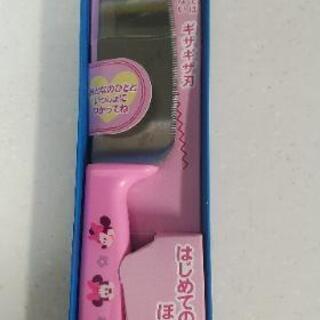 ギザギザ刃
おとなのひとと
いっしょに
つかってね
はじめての
ほ